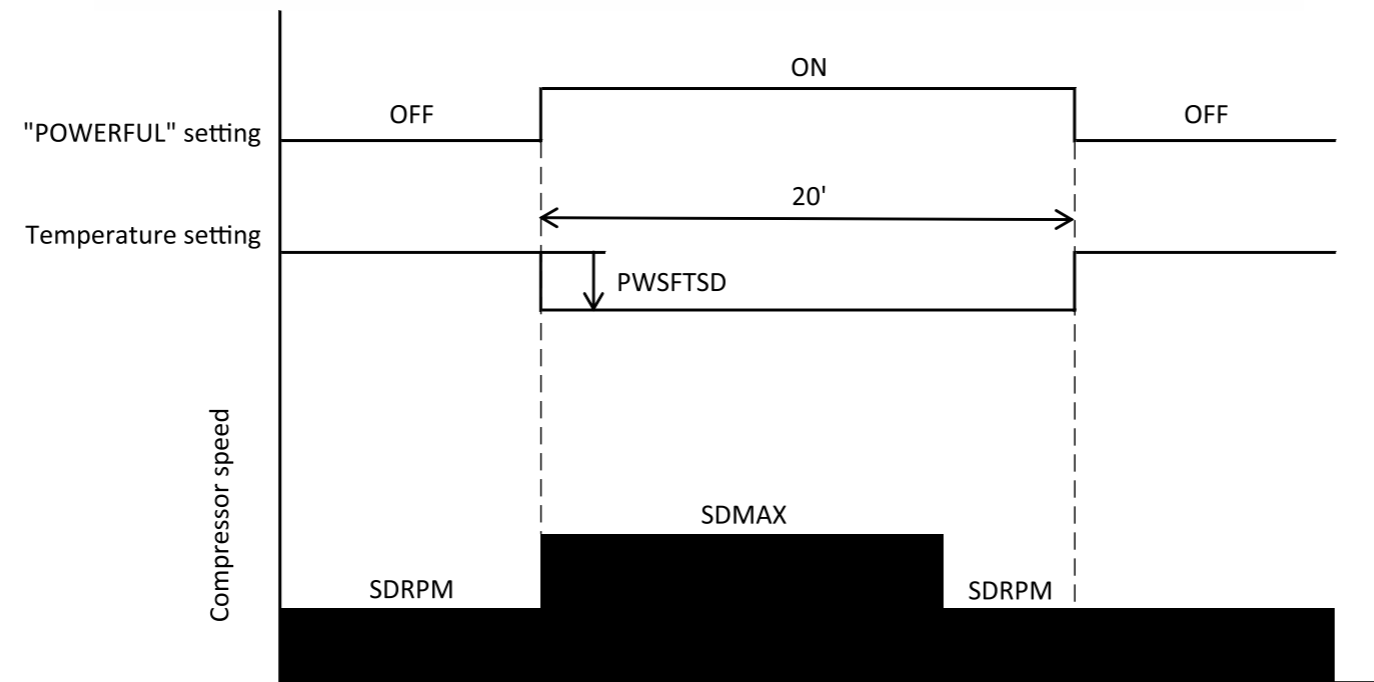 ON
OFF
OFF
"POWERFUL" setting
20'
Temperature setting
PWSFTSD
Compressor speed
SDMAX
SDRPM
SDRPM